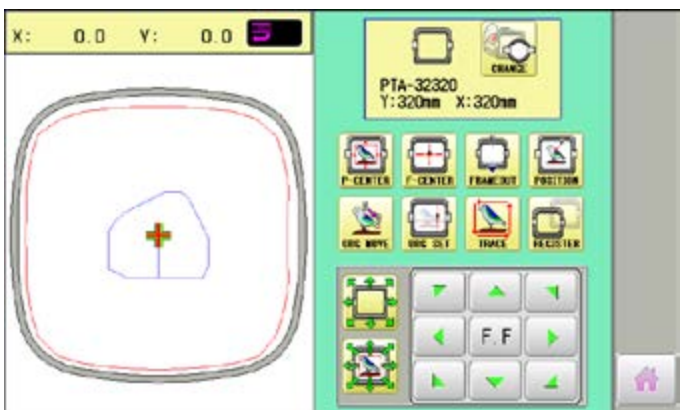 X: 0.0 Y: 0.0
CHANGE
PTA-32320
Y:320mm X:320mm
P-CENTER F-CENTER FRAMEOUT POSITION
ORG MOVE ORG SET TRACE REGISTER
F.F